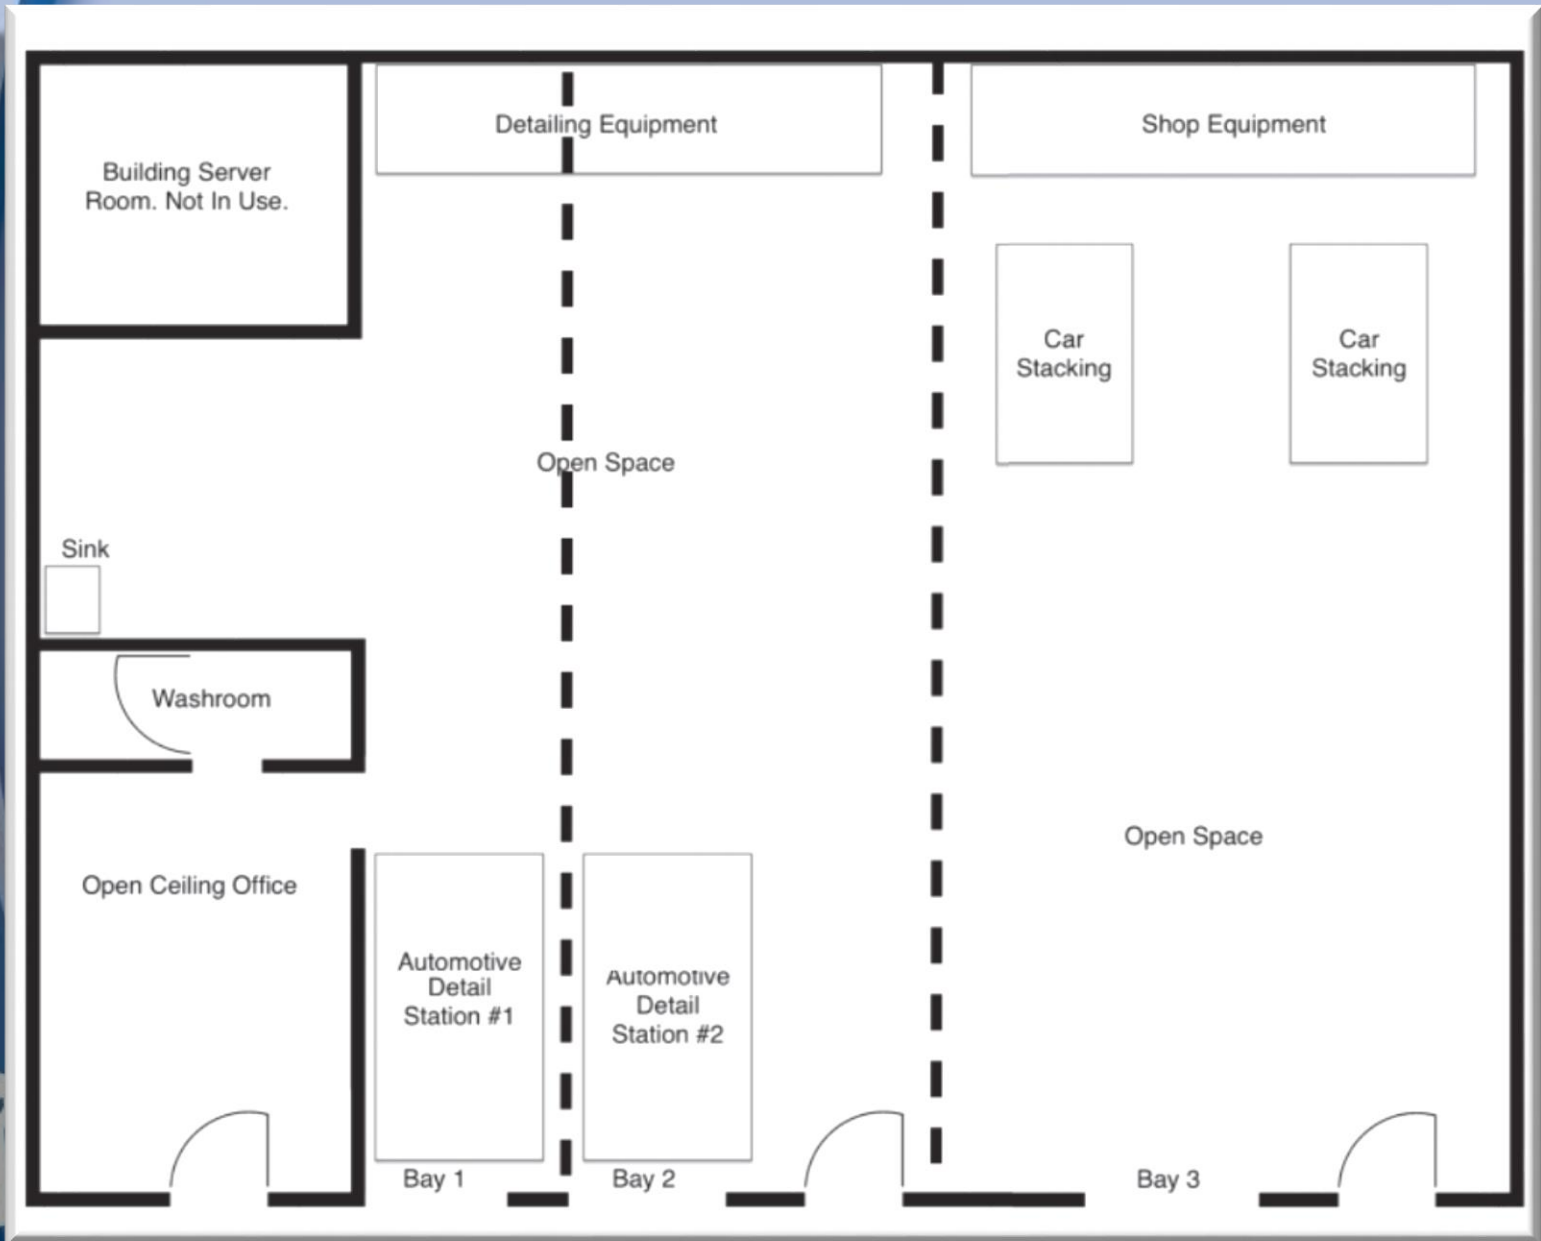 Detailing Equipment
Shop Equipment
Building Server
Room. Not In Use.
Car
Stacking
Car
Stacking
Open Space
Sink
Washroom
Open Space
Open Ceiling Office
Automotive
Detail
Station #1
Automotive
Detail
Station #2
Bay 1
Bay 2
Bay 3